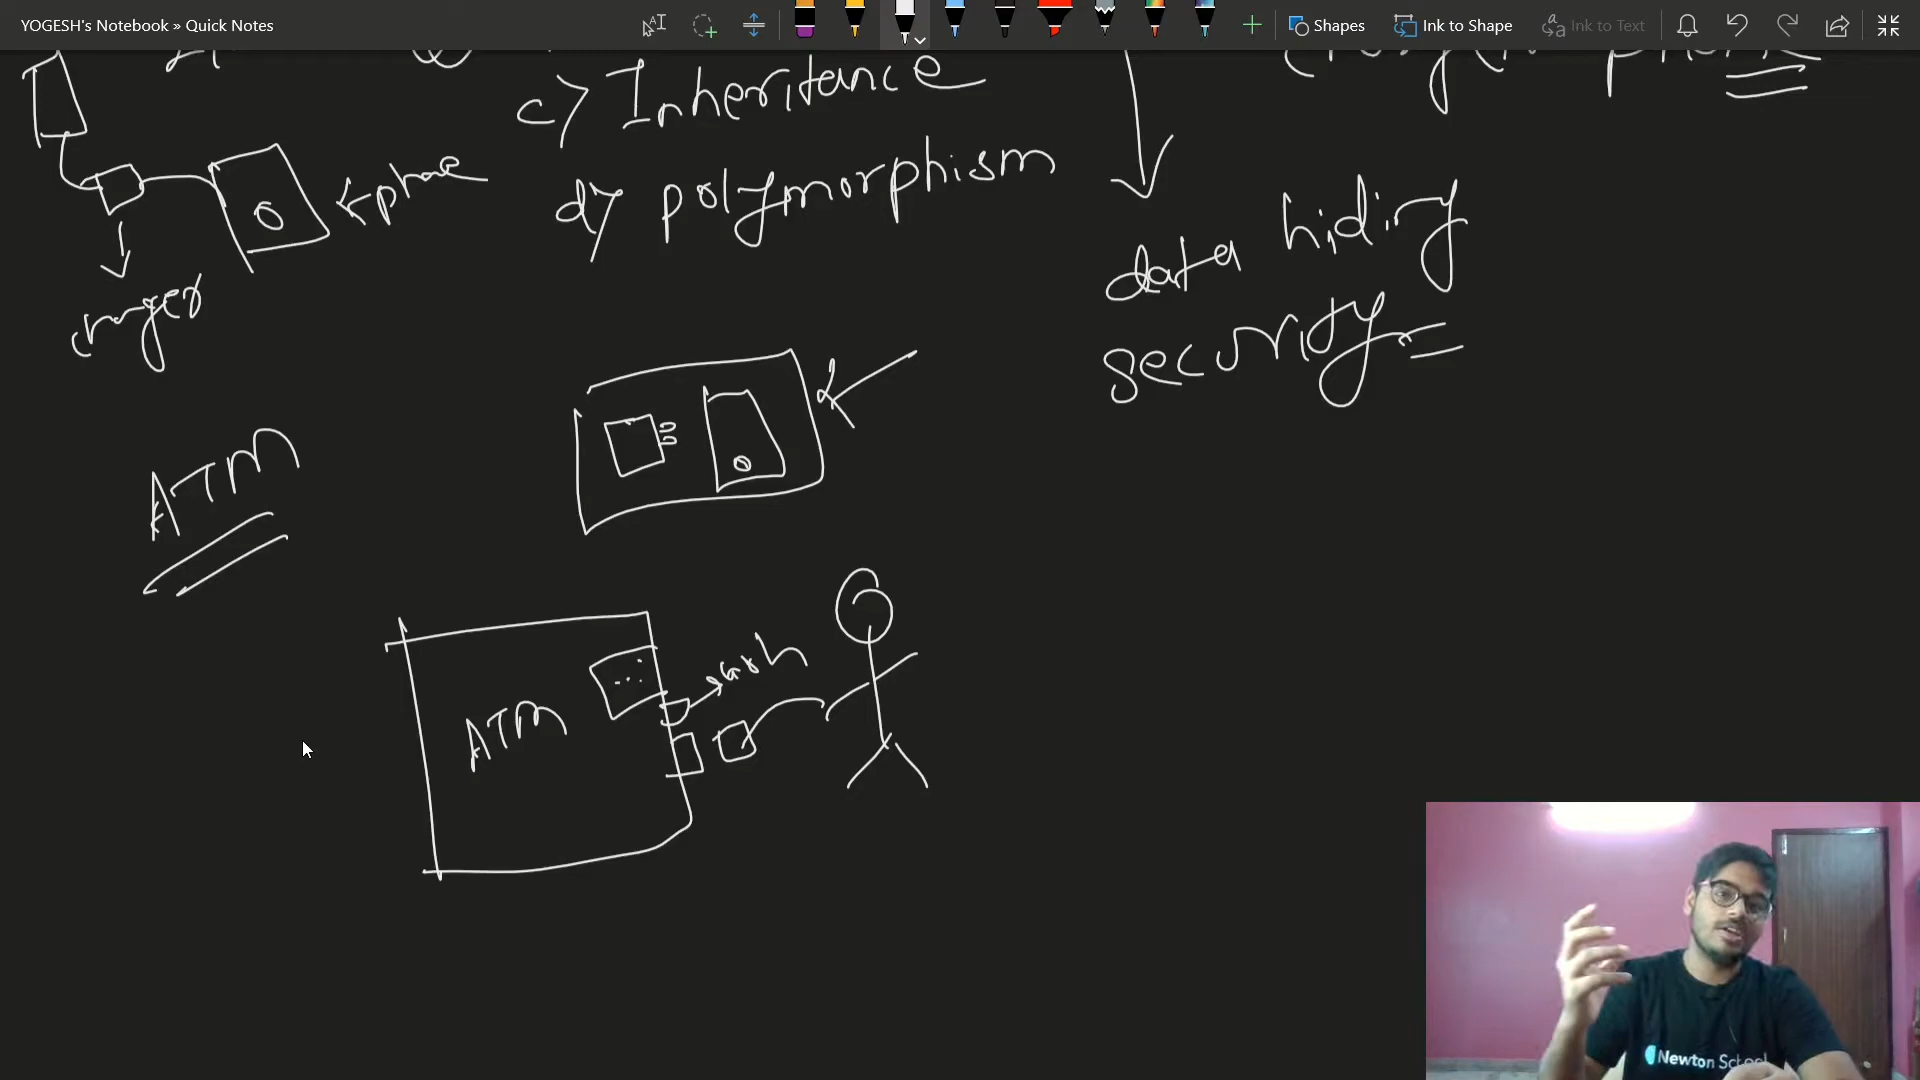 YOGESH's Notebook » Quick Notes
Shapes
Ink to Shape
Ink to Text
c) Inheritance
d) polymorphism
phone
data hiding
security
ATM
ATM
cash
Newton School